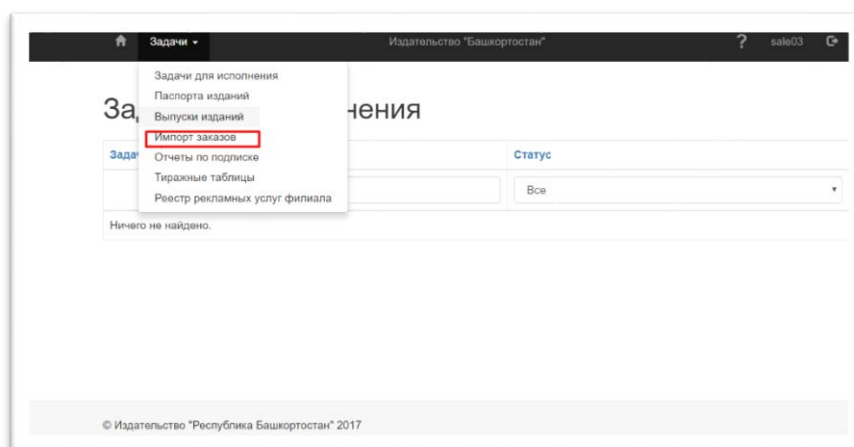 Задачи Издательство "Башкортостан" ? sale03
Задачи для исполнения
Паспорта изданий
За нения
Выпуски изданий
Импорт заказов
Задач Статус
Отчеты по подписке
Тиражные таблицы
Все
Реестр рекламных услуг филиала
Ничего не найдено.
© Издательство "Республика Башкортостан" 2017